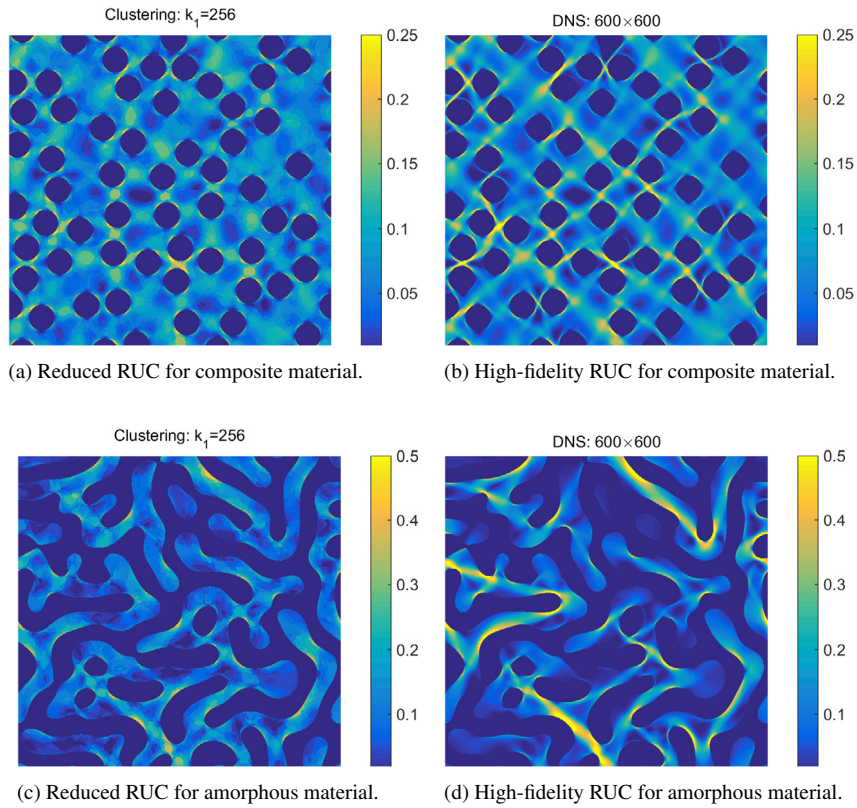 Clustering: k1=256
DNS: 600×600
0.25
0.2
0.15
0.1
0.05
0.25
0.2
0.15
0.1
0.05
(a) Reduced RUC for composite material.
(b) High-fidelity RUC for composite material.
Clustering: k1=256
DNS: 600×600
0.5
0.4
0.3
0.2
0.1
0.5
0.4
0.3
0.2
0.1
(c) Reduced RUC for amorphous material.
(d) High-fidelity RUC for amorphous material.